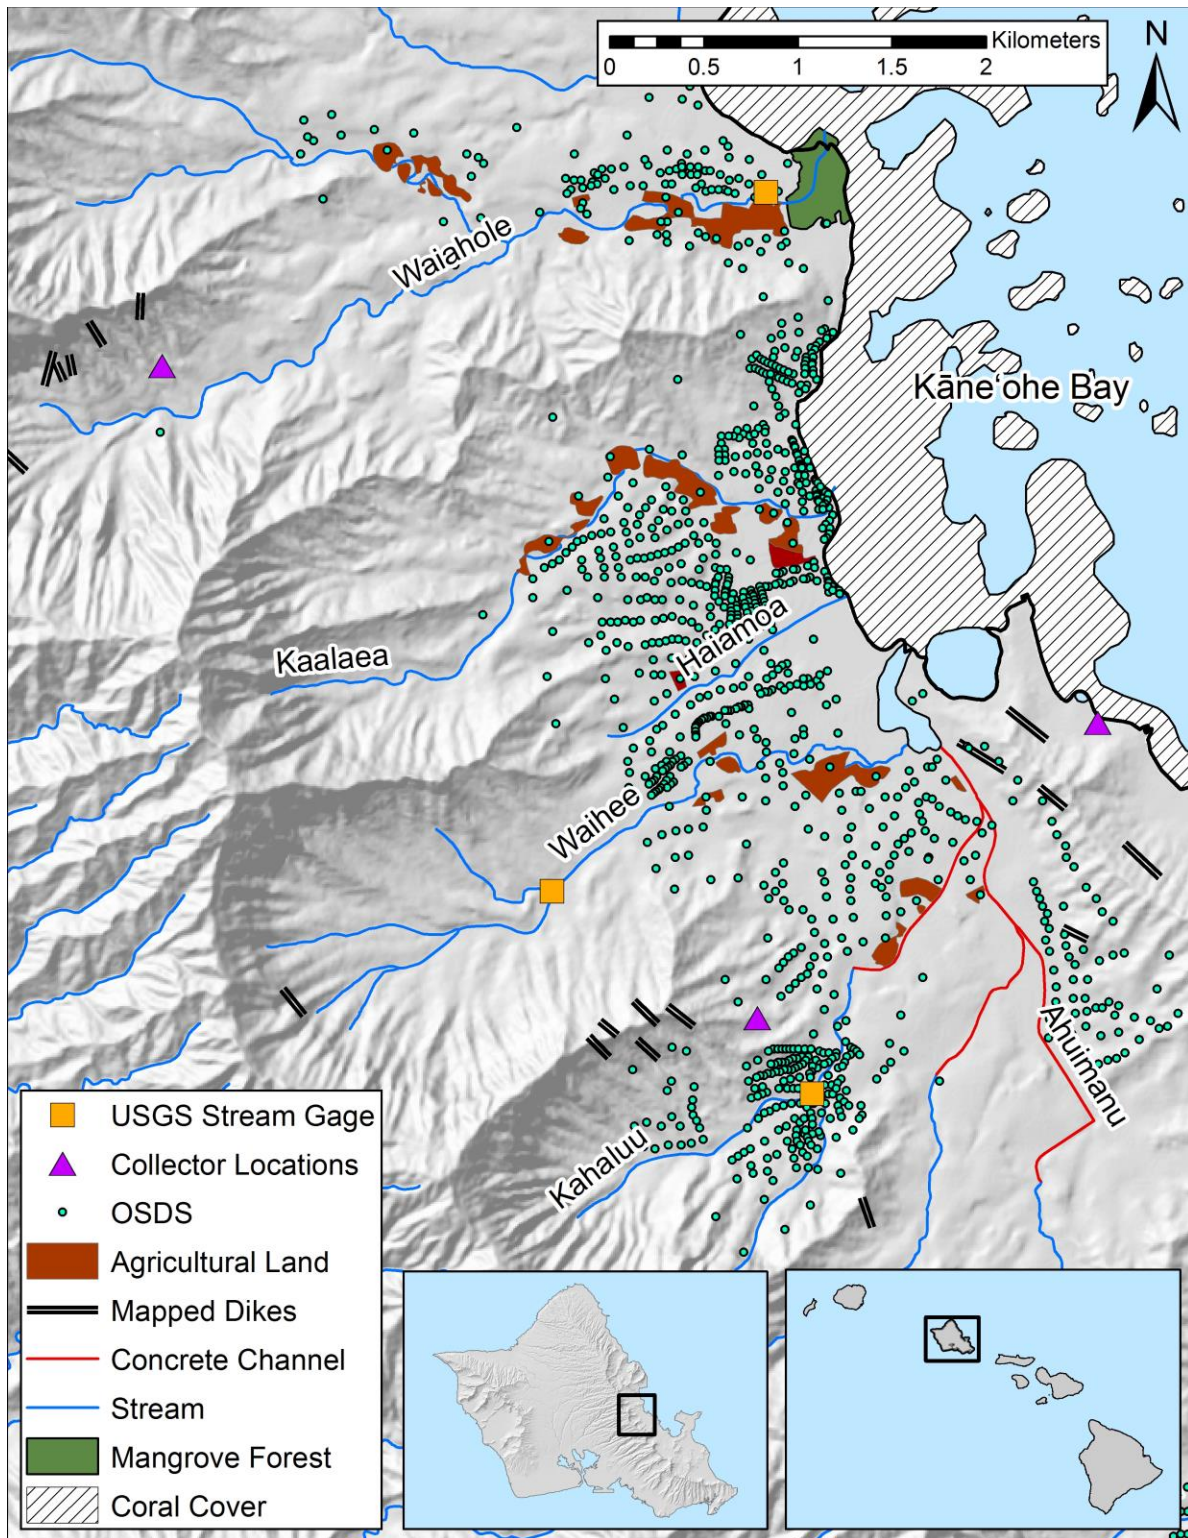 Kilometers
0 0.5 1 1.5 2
N
Waiahole
Kāneʻohe Bay
Haiamoa
Kaalaea
Waihee
Ahuimanu
Kahaluu
USGS Stream Gage
Collector Locations
OSDS
Agricultural Land
Mapped Dikes
Concrete Channel
Stream
Mangrove Forest
Coral Cover